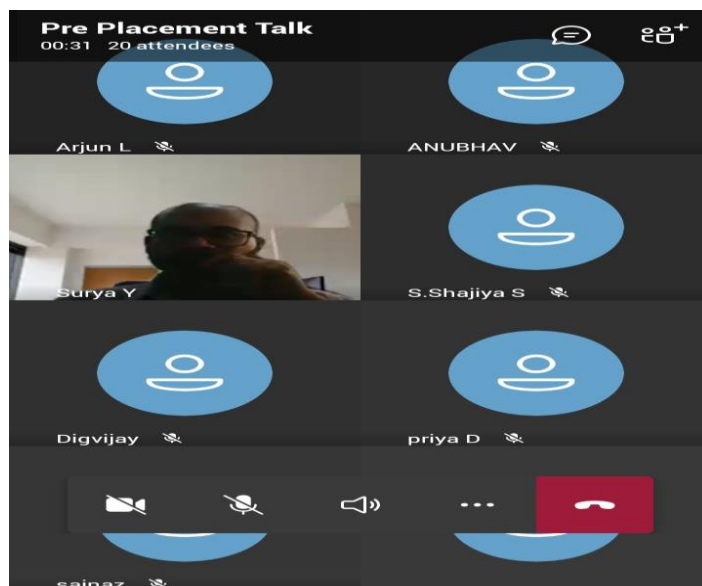 Pre Placement Talk
00:31 20 attendees
Arjun L
ANUBHAV
Surya Y
S.Shajiya S
Digvijay
priya D
sainaz